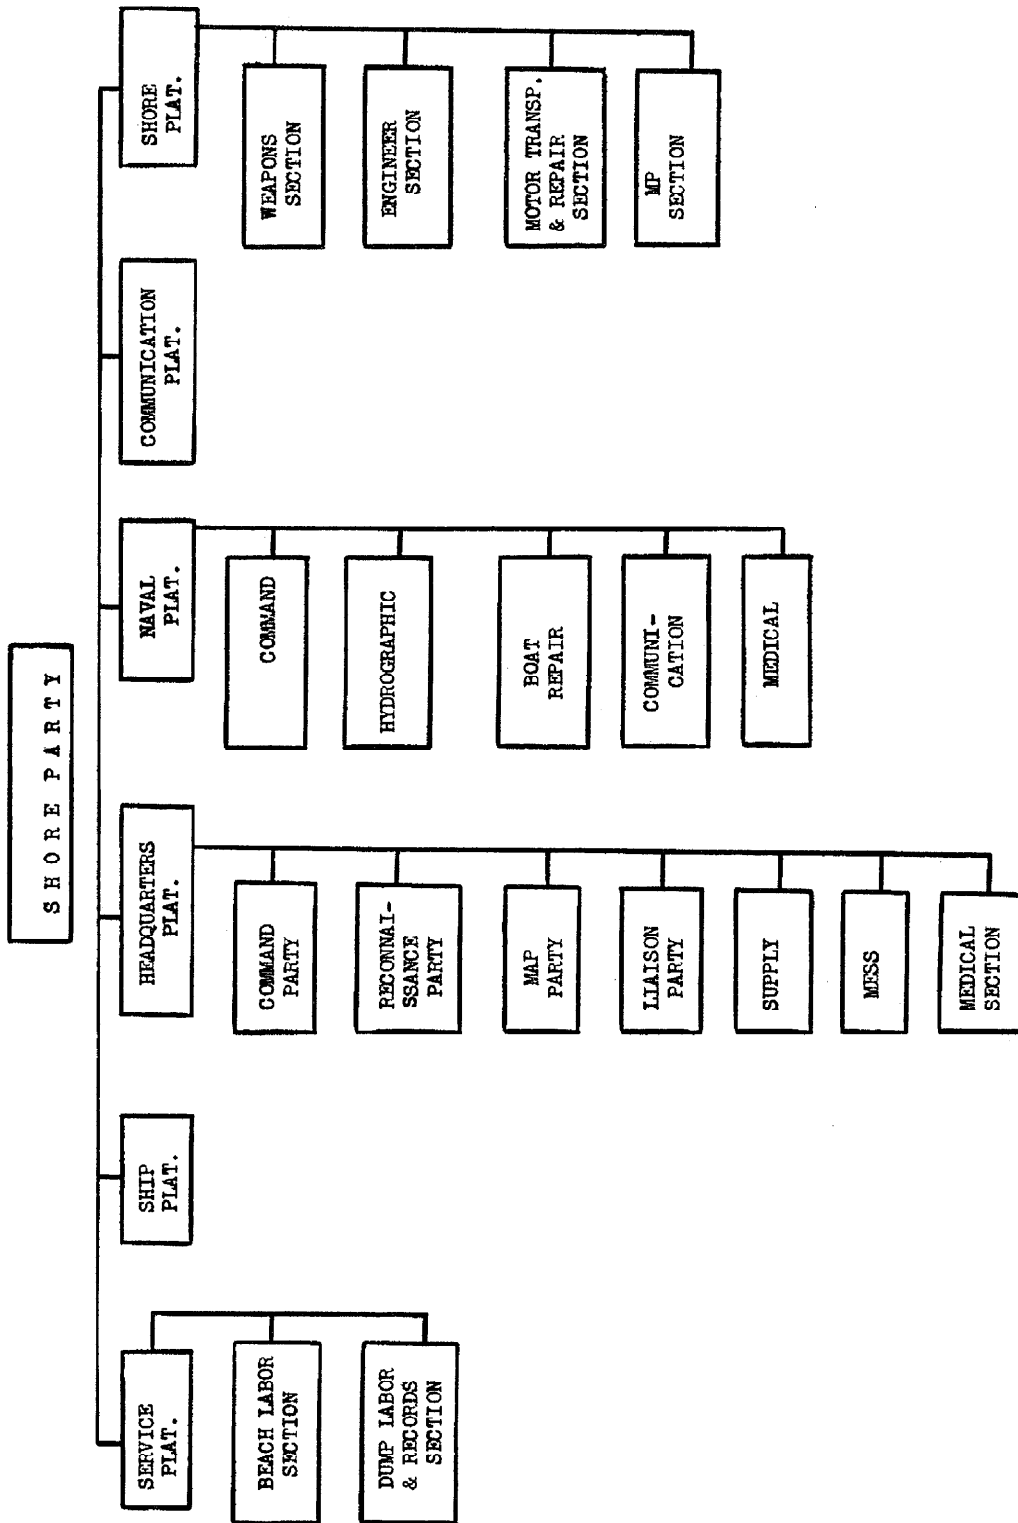 SHORE PARTY
SERVICE
PLAT.
BEACH LABOR
SECTION
DUMP LABOR
& RECORDS
SECTION
SHIP
PLAT.
HEADQUARTERS
PLAT.
COMMAND
PARTY
RECONNAI-
SSANCE
PARTY
MAP
PARTY
LIAISON
PARTY
SUPPLY
MESS
MEDICAL
SECTION
NAVAL
PLAT.
COMMAND
HYDROGRAPHIC
BOAT
REPAIR
COMMUNI-
CATION
MEDICAL
COMMUNICATION
PLAT.
SHORE
PLAT.
WEAPONS
SECTION
ENGINEER
SECTION
MOTOR TRANSP.
& REPAIR
SECTION
MP
SECTION